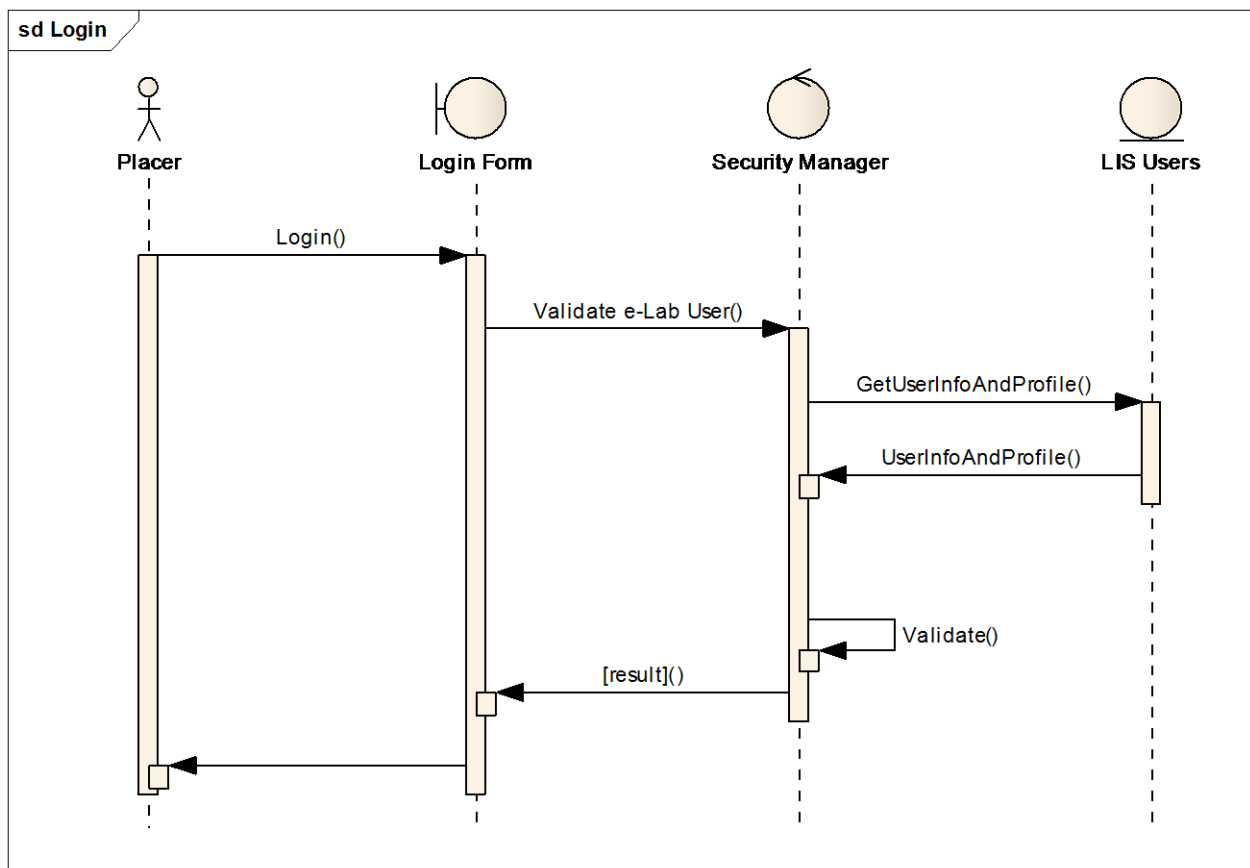 sd Login
Placer
Login Form
Security Manager
LIS Users
Login()
Validate e-Lab User()
GetUserInfoAndProfile()
UserInfoAndProfile()
Validate()
[result]()